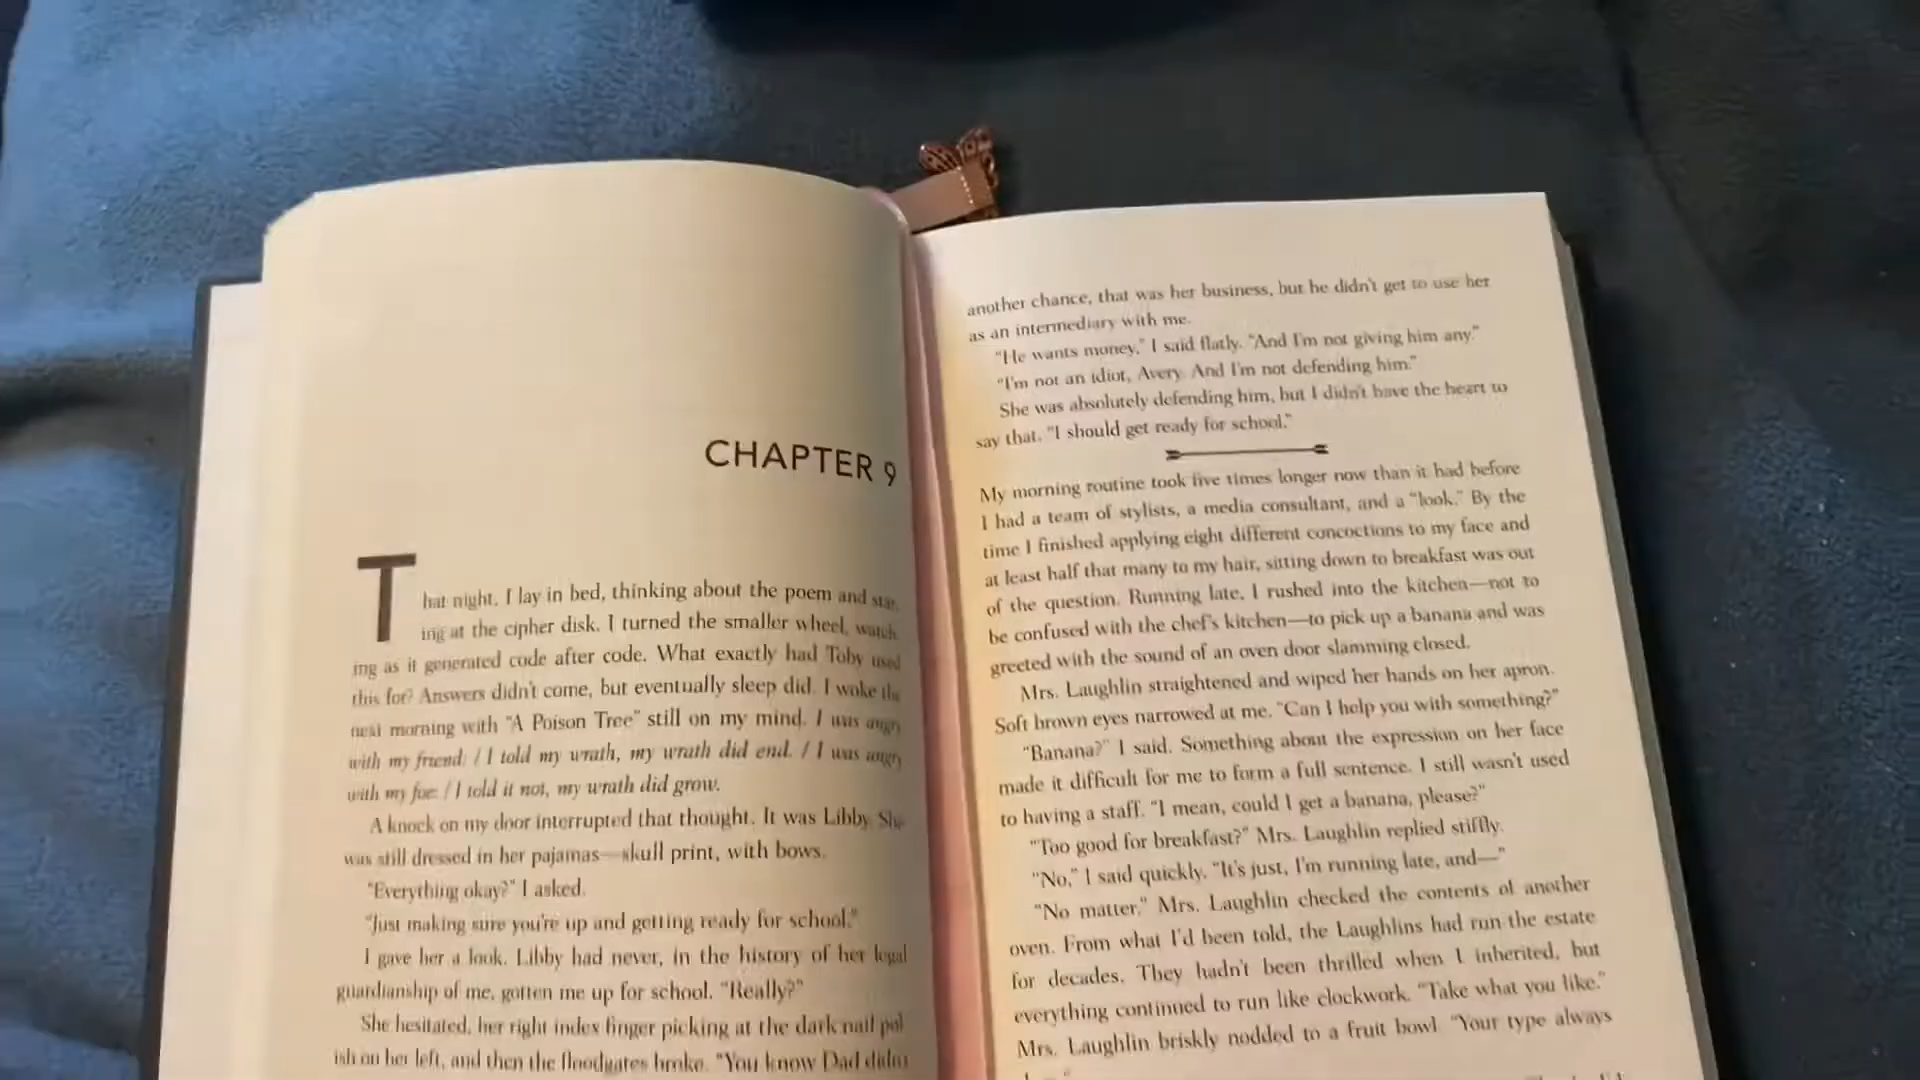 CHAPTER 9
That night, I lay in bed, thinking about the poem and star-
ing at the cipher disk. I turned the smaller wheel, watch-
ing as it generated code after code. What exactly had Toby used
this for? Answers didn't come, but eventually sleep did. I woke the
next morning with "A Poison Tree" still on my mind. I was angry
with my friend: / I told my wrath, my wrath did end. / I was angry
with my foe: / I told it not, my wrath did grow.
A knock on my door interrupted that thought. It was Libby. She
was still dressed in her pajamas—skull print, with bows.
"Everything okay?" I asked.
"Just making sure you're up and getting ready for school."
I gave her a look. Libby had never, in the history of her legal
guardianship of me, gotten me up for school. "Really?"
She hesitated, her right index finger picking at the dark nail pol-
ish on her left, and then the floodgates broke. "You know Dad didn't
another chance, that was her business, but he didn't get to use her
as an intermediary with me.
"He wants money," I said flatly. "And I'm not giving him any."
"I'm not an idiot, Avery. And I'm not defending him."
She was absolutely defending him, but I didn't have the heart to
say that. "I should get ready for school."
My morning routine took five times longer now than it had before
I had a team of stylists, a media consultant, and a "look." By the
time I finished applying eight different concoctions to my face and
at least half that many to my hair, sitting down to breakfast was out
of the question. Running late, I rushed into the kitchen—not to
be confused with the chef's kitchen—to pick up a banana and was
greeted with the sound of an oven door slamming closed.
Mrs. Laughlin straightened and wiped her hands on her apron.
Soft brown eyes narrowed at me. "Can I help you with something?"
"Banana?" I said. Something about the expression on her face
made it difficult for me to form a full sentence. I still wasn't used
to having a staff. "I mean, could I get a banana, please?"
"Too good for breakfast?" Mrs. Laughlin replied stiffly.
"No," I said quickly. "It's just, I'm running late, and—"
"No matter." Mrs. Laughlin checked the contents of another
oven. From what I'd been told, the Laughlins had run the estate
for decades. They hadn't been thrilled when I inherited, but
everything continued to run like clockwork. "Take what you like."
Mrs. Laughlin briskly nodded to a fruit bowl. "Your type always